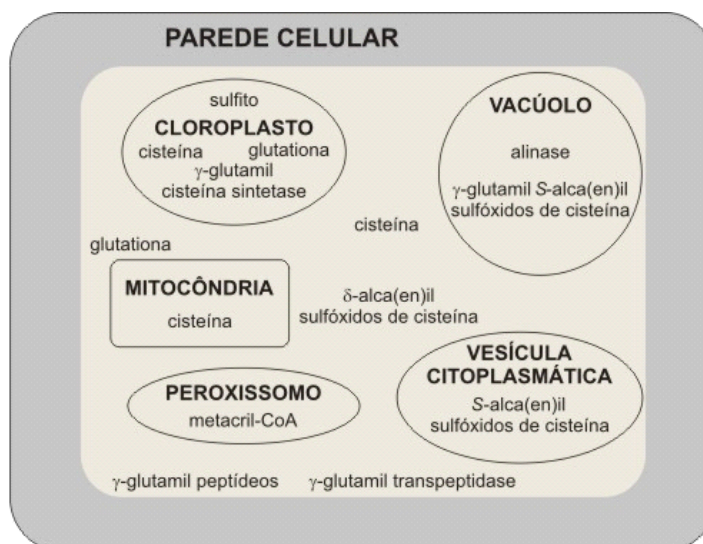 PAREDE CELULAR
sulfito
CLOROPLASTO
cisteína glutationa
γ-glutamil
cisteína sintetase
VACÚOLO
alinase
γ-glutamil S-alca(en)il
sulfóxidos de cisteína
cisteína
glutationa
MITOCÔNDRIA
cisteína
δ-alca(en)il
sulfóxidos de cisteína
PEROXISSOMO
metacril-CoA
VESÍCULA
CITOPLASMÁTICA
S-alca(en)il
sulfóxidos de cisteína
γ-glutamil peptídeos γ-glutamil transpeptidase